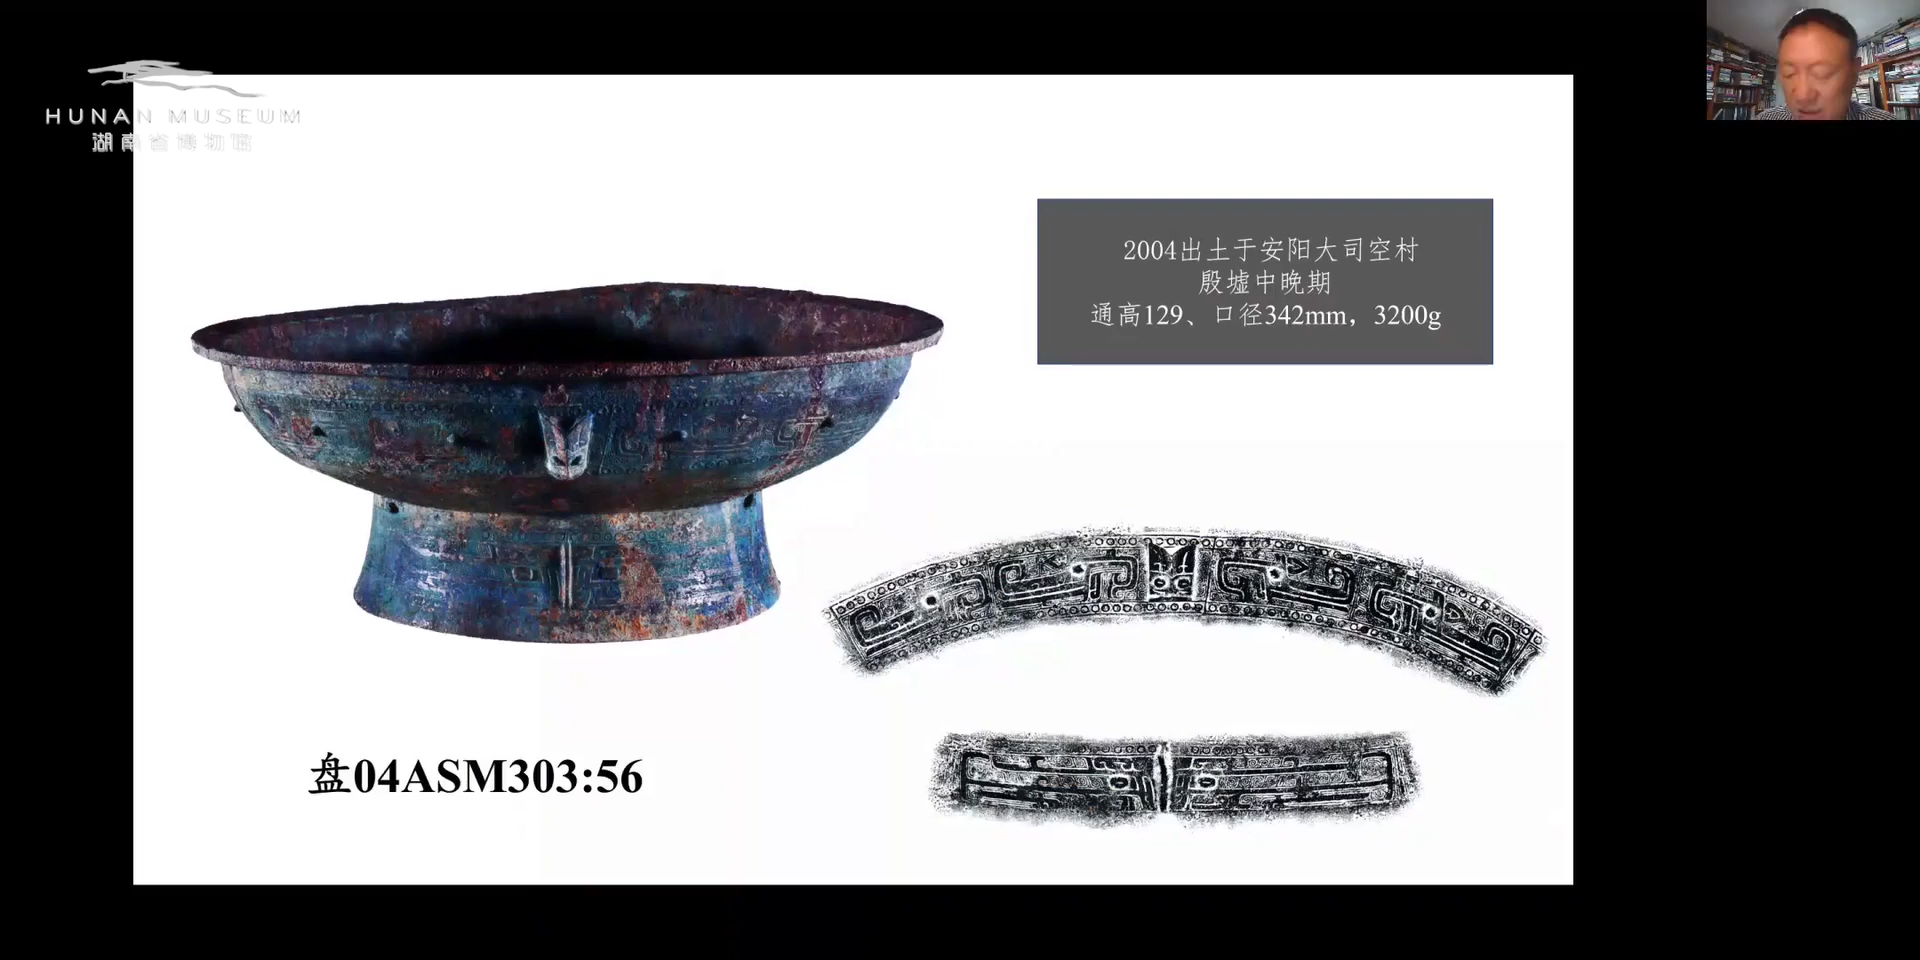 HUNAN MUSEUM
湖南省博物馆
2004出土于安阳大司空村
殷墟中晚期
通高129、口径342mm，3200g
盘04ASM303:56